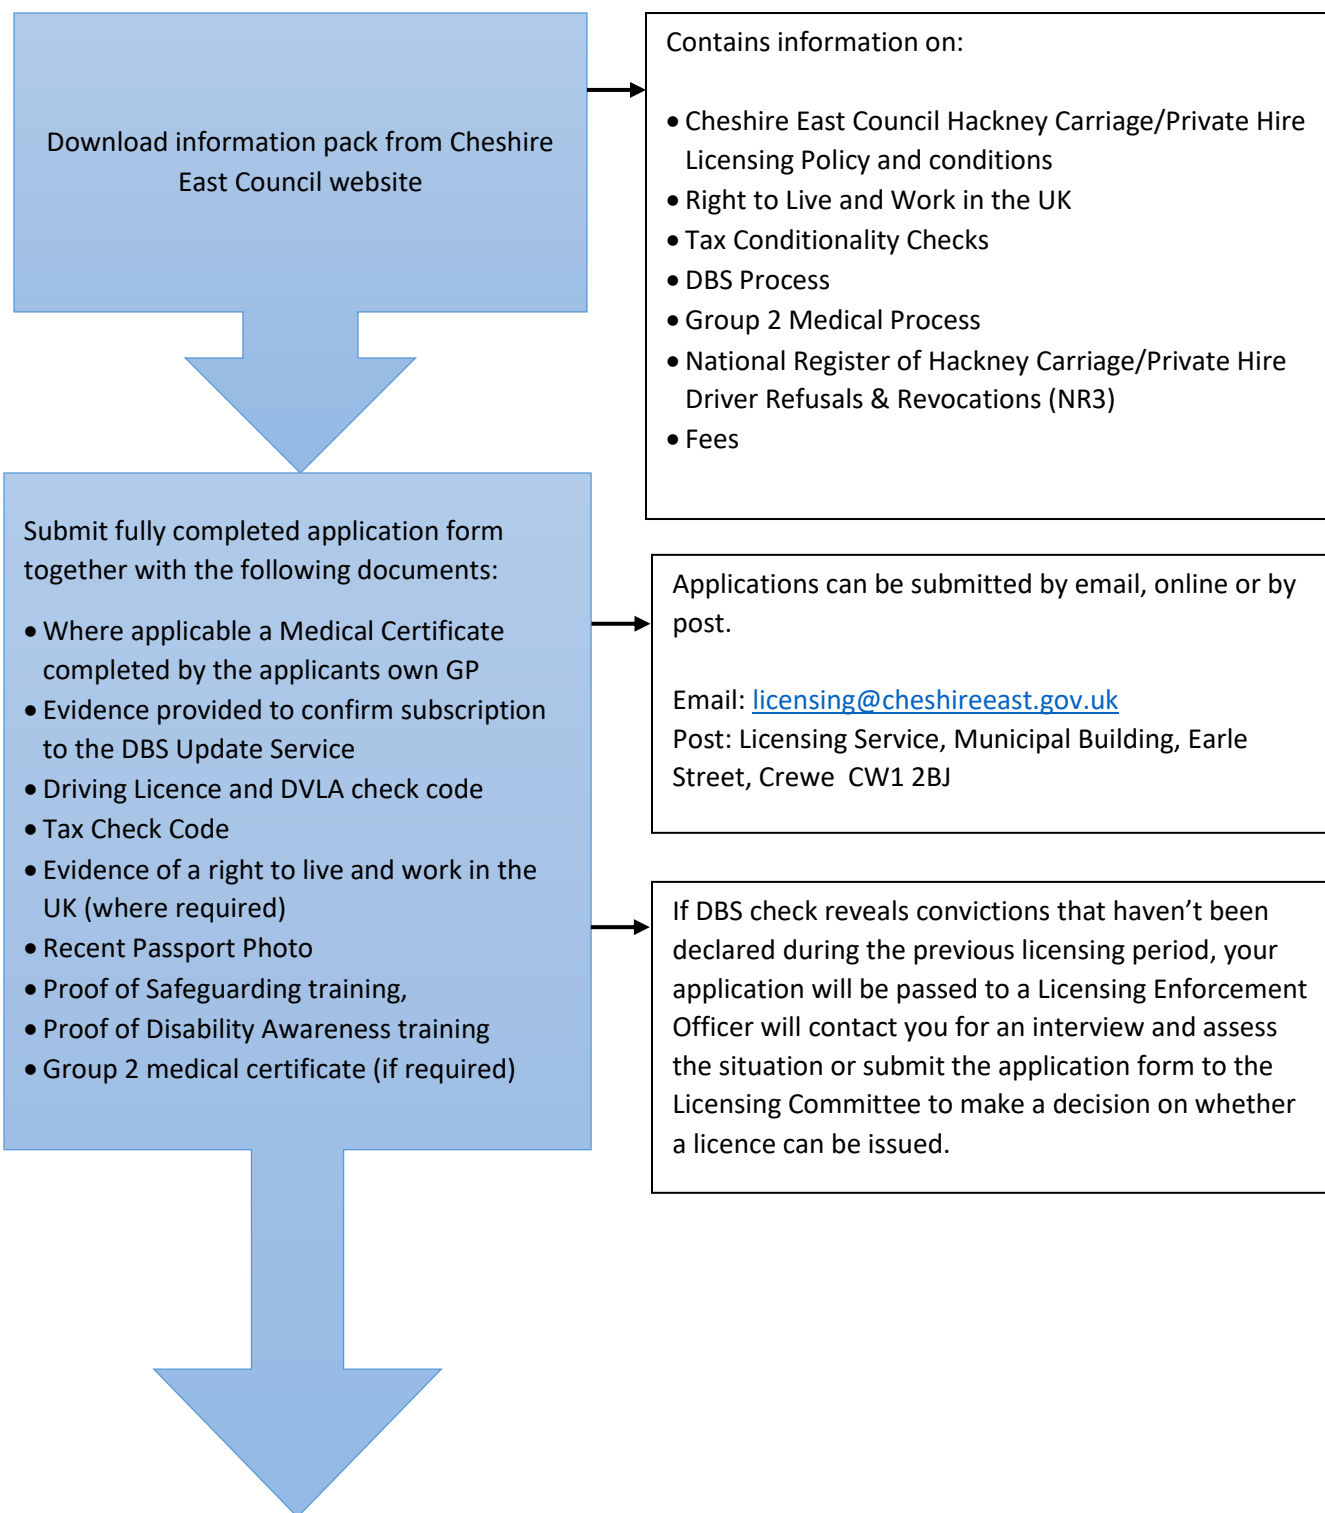 Download information pack from Cheshire
East Council website
Contains information on:
• Cheshire East Council Hackney Carriage/Private Hire
Licensing Policy and conditions
• Right to Live and Work in the UK
• Tax Conditionality Checks
• DBS Process
• Group 2 Medical Process
• National Register of Hackney Carriage/Private Hire
Driver Refusals & Revocations (NR3)
• Fees
Submit fully completed application form
together with the following documents:
• Where applicable a Medical Certificate
completed by the applicants own GP
• Evidence provided to confirm subscription
to the DBS Update Service
• Driving Licence and DVLA check code
• Tax Check Code
• Evidence of a right to live and work in the
UK (where required)
• Recent Passport Photo
• Proof of Safeguarding training,
• Proof of Disability Awareness training
• Group 2 medical certificate (if required)
Applications can be submitted by email, online or by
post.
Email: licensing@cheshireeast.gov.uk
Post: Licensing Service, Municipal Building, Earle
Street, Crewe  CW1 2BJ
If DBS check reveals convictions that haven’t been
declared during the previous licensing period, your
application will be passed to a Licensing Enforcement
Officer will contact you for an interview and assess
the situation or submit the application form to the
Licensing Committee to make a decision on whether
a licence can be issued.